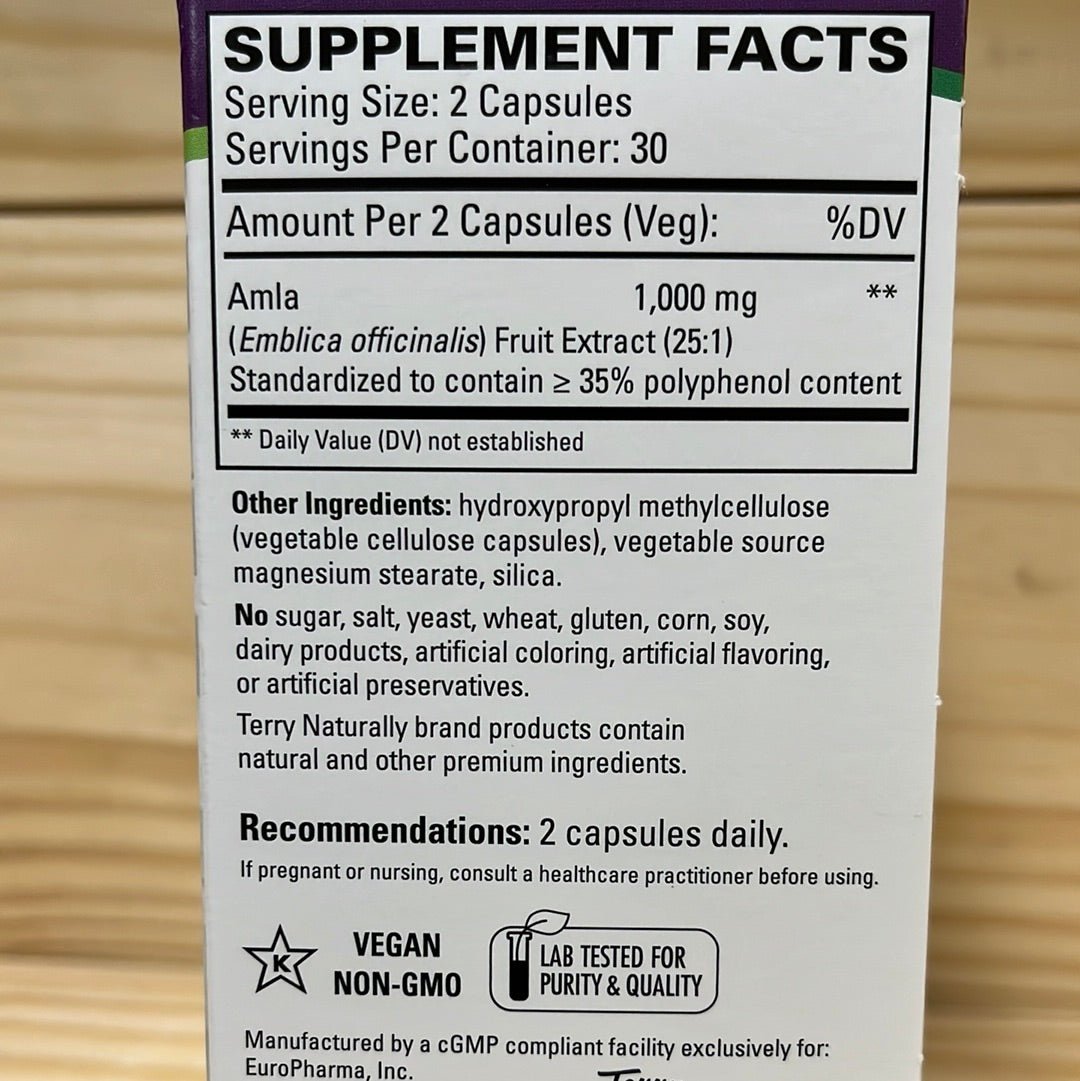 SUPPLEMENT FACTS
Serving Size: 2 Capsules
Servings Per Container: 30
Amount Per 2 Capsules (Veg): %DV
Amla 1,000 mg **
(Emblica officinalis) Fruit Extract (25:1)
Standardized to contain ≥ 35% polyphenol content
** Daily Value (DV) not established
Other Ingredients: hydroxypropyl methylcellulose
(vegetable cellulose capsules), vegetable source
magnesium stearate, silica.
No sugar, salt, yeast, wheat, gluten, corn, soy,
dairy products, artificial coloring, artificial flavoring,
or artificial preservatives.
Terry Naturally brand products contain
natural and other premium ingredients.
Recommendations: 2 capsules daily.
If pregnant or nursing, consult a healthcare practitioner before using.
K
VEGAN
NON-GMO
LAB TESTED FOR
PURITY & QUALITY
Manufactured by a cGMP compliant facility exclusively for:
EuroPharma, Inc.